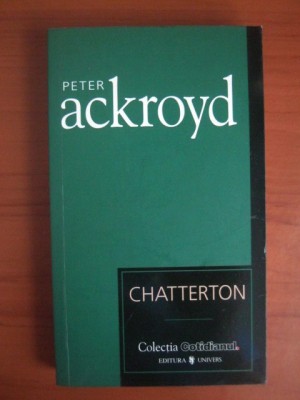 PETER
ackroyd
CHATTERTON
Colecția Cotidianul.
EDITURA UNIVERS